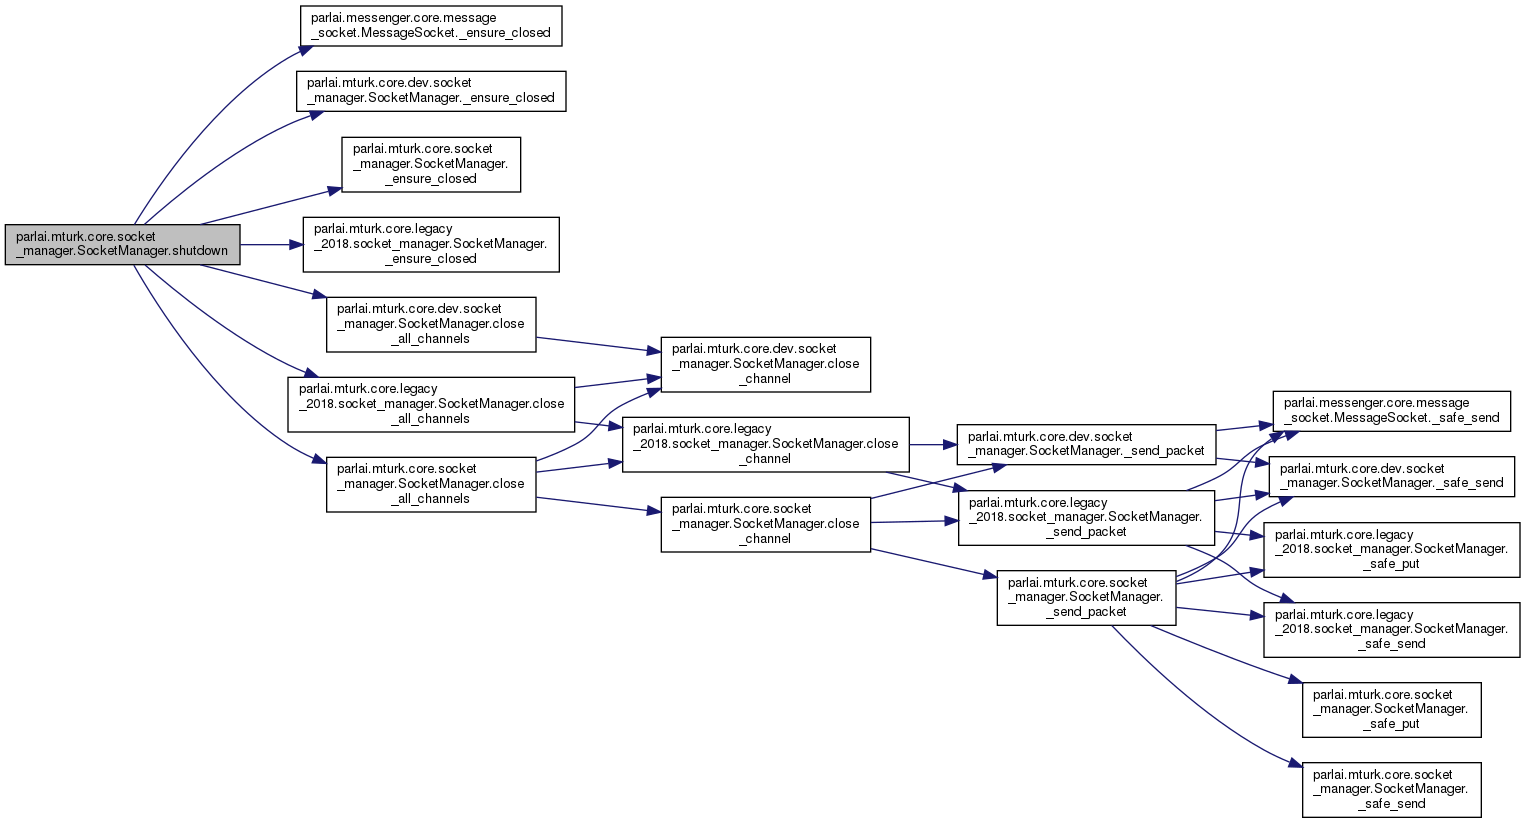 parlai.messenger.core.message
_socket.MessageSocket._ensure_closed
parlai.mturk.core.dev.socket
_manager.SocketManager._ensure_closed
parlai.mturk.core.socket
_manager.SocketManager.
_ensure_closed
parlai.mturk.core.legacy
_2018.socket_manager.SocketManager.
_ensure_closed
parlai.mturk.core.socket
_manager.SocketManager.shutdown
parlai.mturk.core.dev.socket
_manager.SocketManager.close
_all_channels
parlai.mturk.core.legacy
_2018.socket_manager.SocketManager.close
_all_channels
parlai.mturk.core.socket
_manager.SocketManager.close
_all_channels
parlai.mturk.core.dev.socket
_manager.SocketManager.close
_channel
parlai.mturk.core.legacy
_2018.socket_manager.SocketManager.close
_channel
parlai.mturk.core.socket
_manager.SocketManager.close
_channel
parlai.mturk.core.dev.socket
_manager.SocketManager._send_packet
parlai.mturk.core.legacy
_2018.socket_manager.SocketManager.
_send_packet
parlai.mturk.core.socket
_manager.SocketManager.
_send_packet
parlai.messenger.core.message
_socket.MessageSocket._safe_send
parlai.mturk.core.dev.socket
_manager.SocketManager._safe_send
parlai.mturk.core.legacy
_2018.socket_manager.SocketManager.
_safe_put
parlai.mturk.core.legacy
_2018.socket_manager.SocketManager.
_safe_send
parlai.mturk.core.socket
_manager.SocketManager.
_safe_put
parlai.mturk.core.socket
_manager.SocketManager.
_safe_send